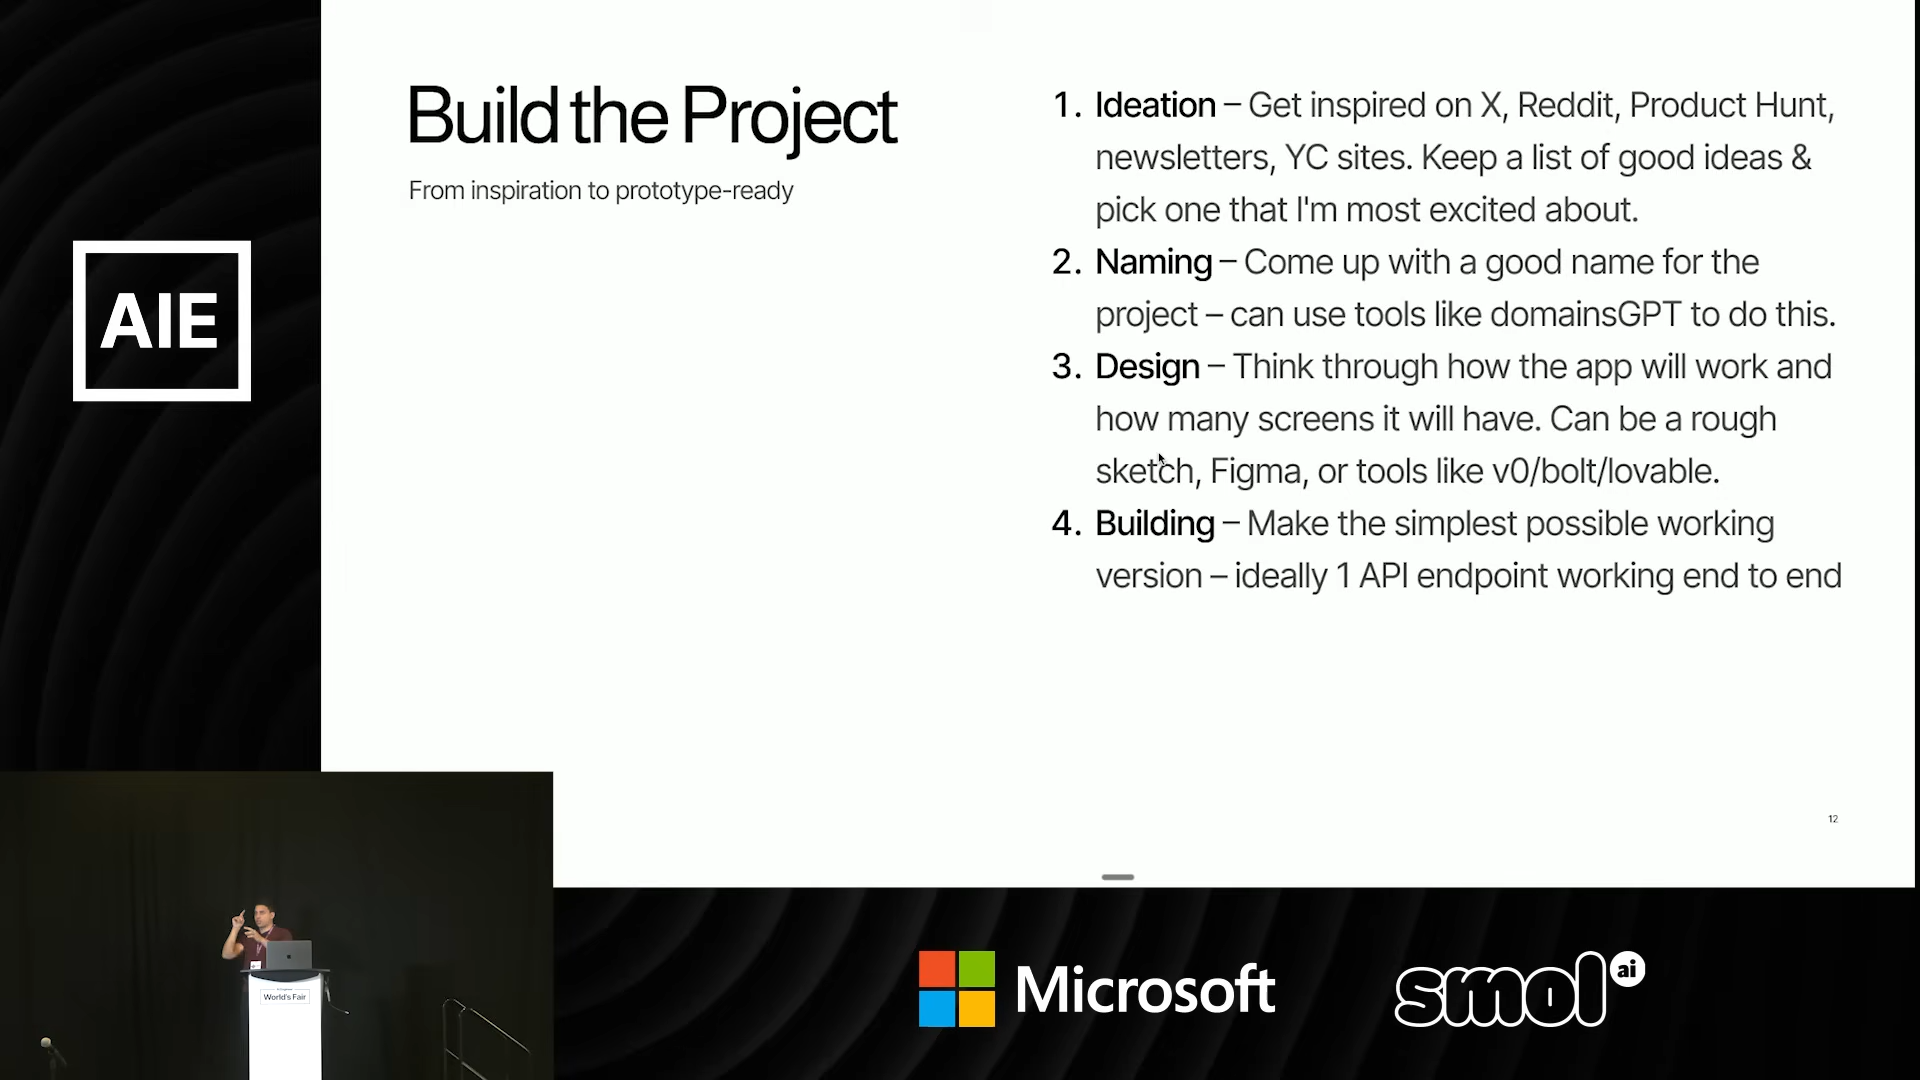 AIE
Build the Project
From inspiration to prototype-ready
1. Ideation – Get inspired on X, Reddit, Product Hunt,
newsletters, YC sites. Keep a list of good ideas &
pick one that I'm most excited about.
2. Naming – Come up with a good name for the
project – can use tools like domainsGPT to do this.
3. Design – Think through how the app will work and
how many screens it will have. Can be a rough
sketch, Figma, or tools like v0/bolt/lovable.
4. Building – Make the simplest possible working
version – ideally 1 API endpoint working end to end
12
World's Fair
Microsoft
smol ai